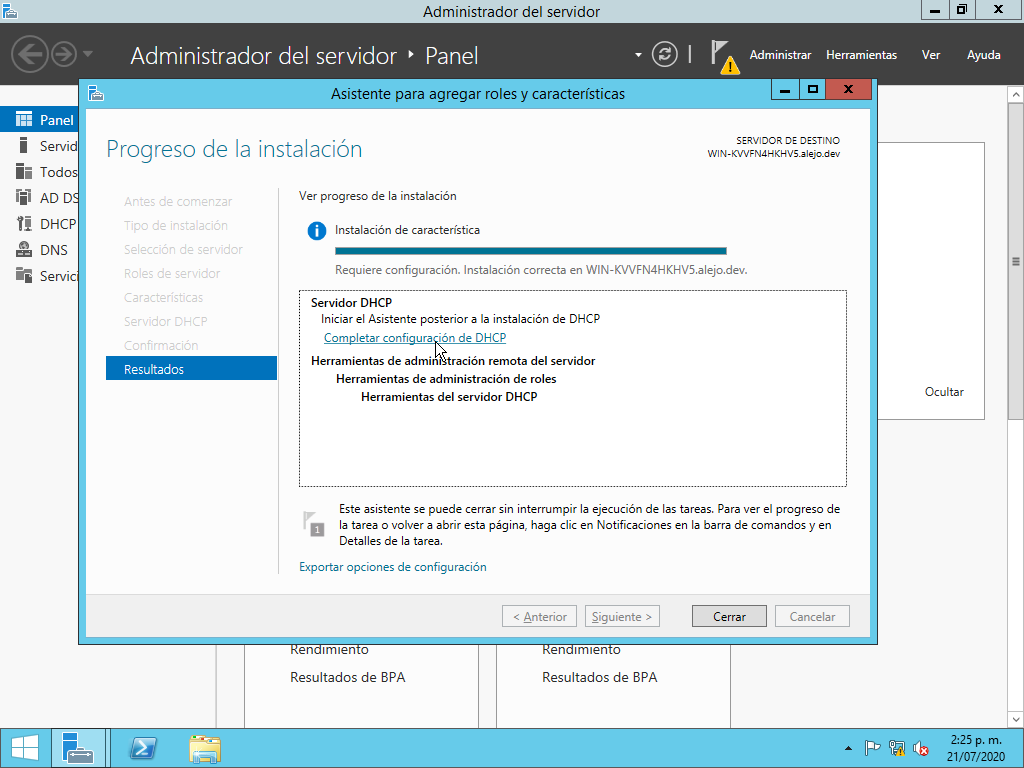 Administrador del servidor
Administrador del servidor ‣ Panel
Administrar Herramientas Ver Ayuda
Asistente para agregar roles y características
Panel
Servid
Todos
AD DS
DHCP
DNS
Servici
Progreso de la instalación
SERVIDOR DE DESTINO
WIN-KVVFN4HKHV5.alejo.dev
Antes de comenzar
Tipo de instalación
Selección de servidor
Roles de servidor
Características
Servidor DHCP
Confirmación
Resultados
Ver progreso de la instalación
Instalación de característica
Requiere configuración. Instalación correcta en WIN-KVVFN4HKHV5.alejo.dev.
Servidor DHCP
Iniciar el Asistente posterior a la instalación de DHCP
Completar configuración de DHCP
Herramientas de administración remota del servidor
Herramientas de administración de roles
Herramientas del servidor DHCP
1
Este asistente se puede cerrar sin interrumpir la ejecución de las tareas. Para ver el progreso de
la tarea o volver a abrir esta página, haga clic en Notificaciones en la barra de comandos y en
Detalles de la tarea.
Exportar opciones de configuración
< Anterior Siguiente > Cerrar Cancelar
Ocultar
Rendimiento
Resultados de BPA
Rendimiento
Resultados de BPA
2:25 p. m.
21/07/2020